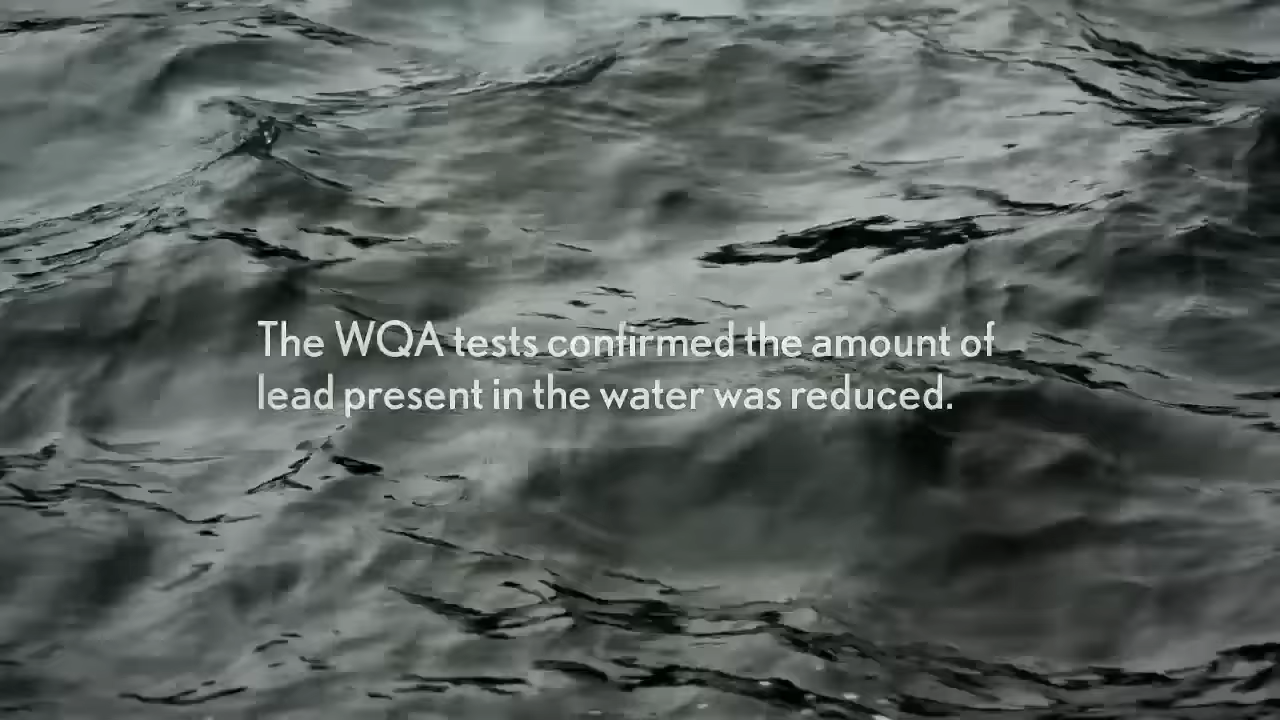 The WQA tests confirmed the amount of
lead present in the water was reduced.